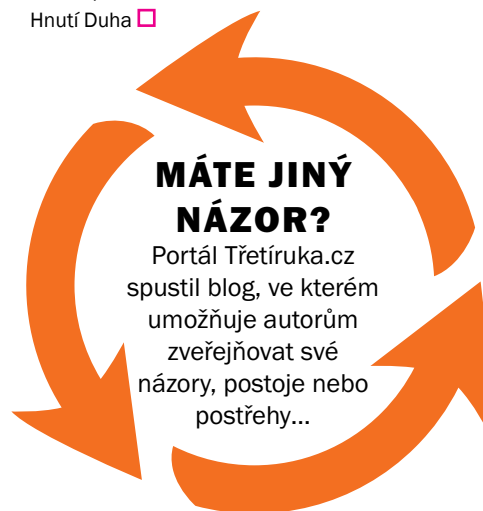 Hnutí Duha
MÁTE JINÝ
NÁZOR?
Portál Třetíruka.cz
spustil blog, ve kterém
umožňuje autorům
zveřejňovat své
názory, postoje nebo
postřehy...